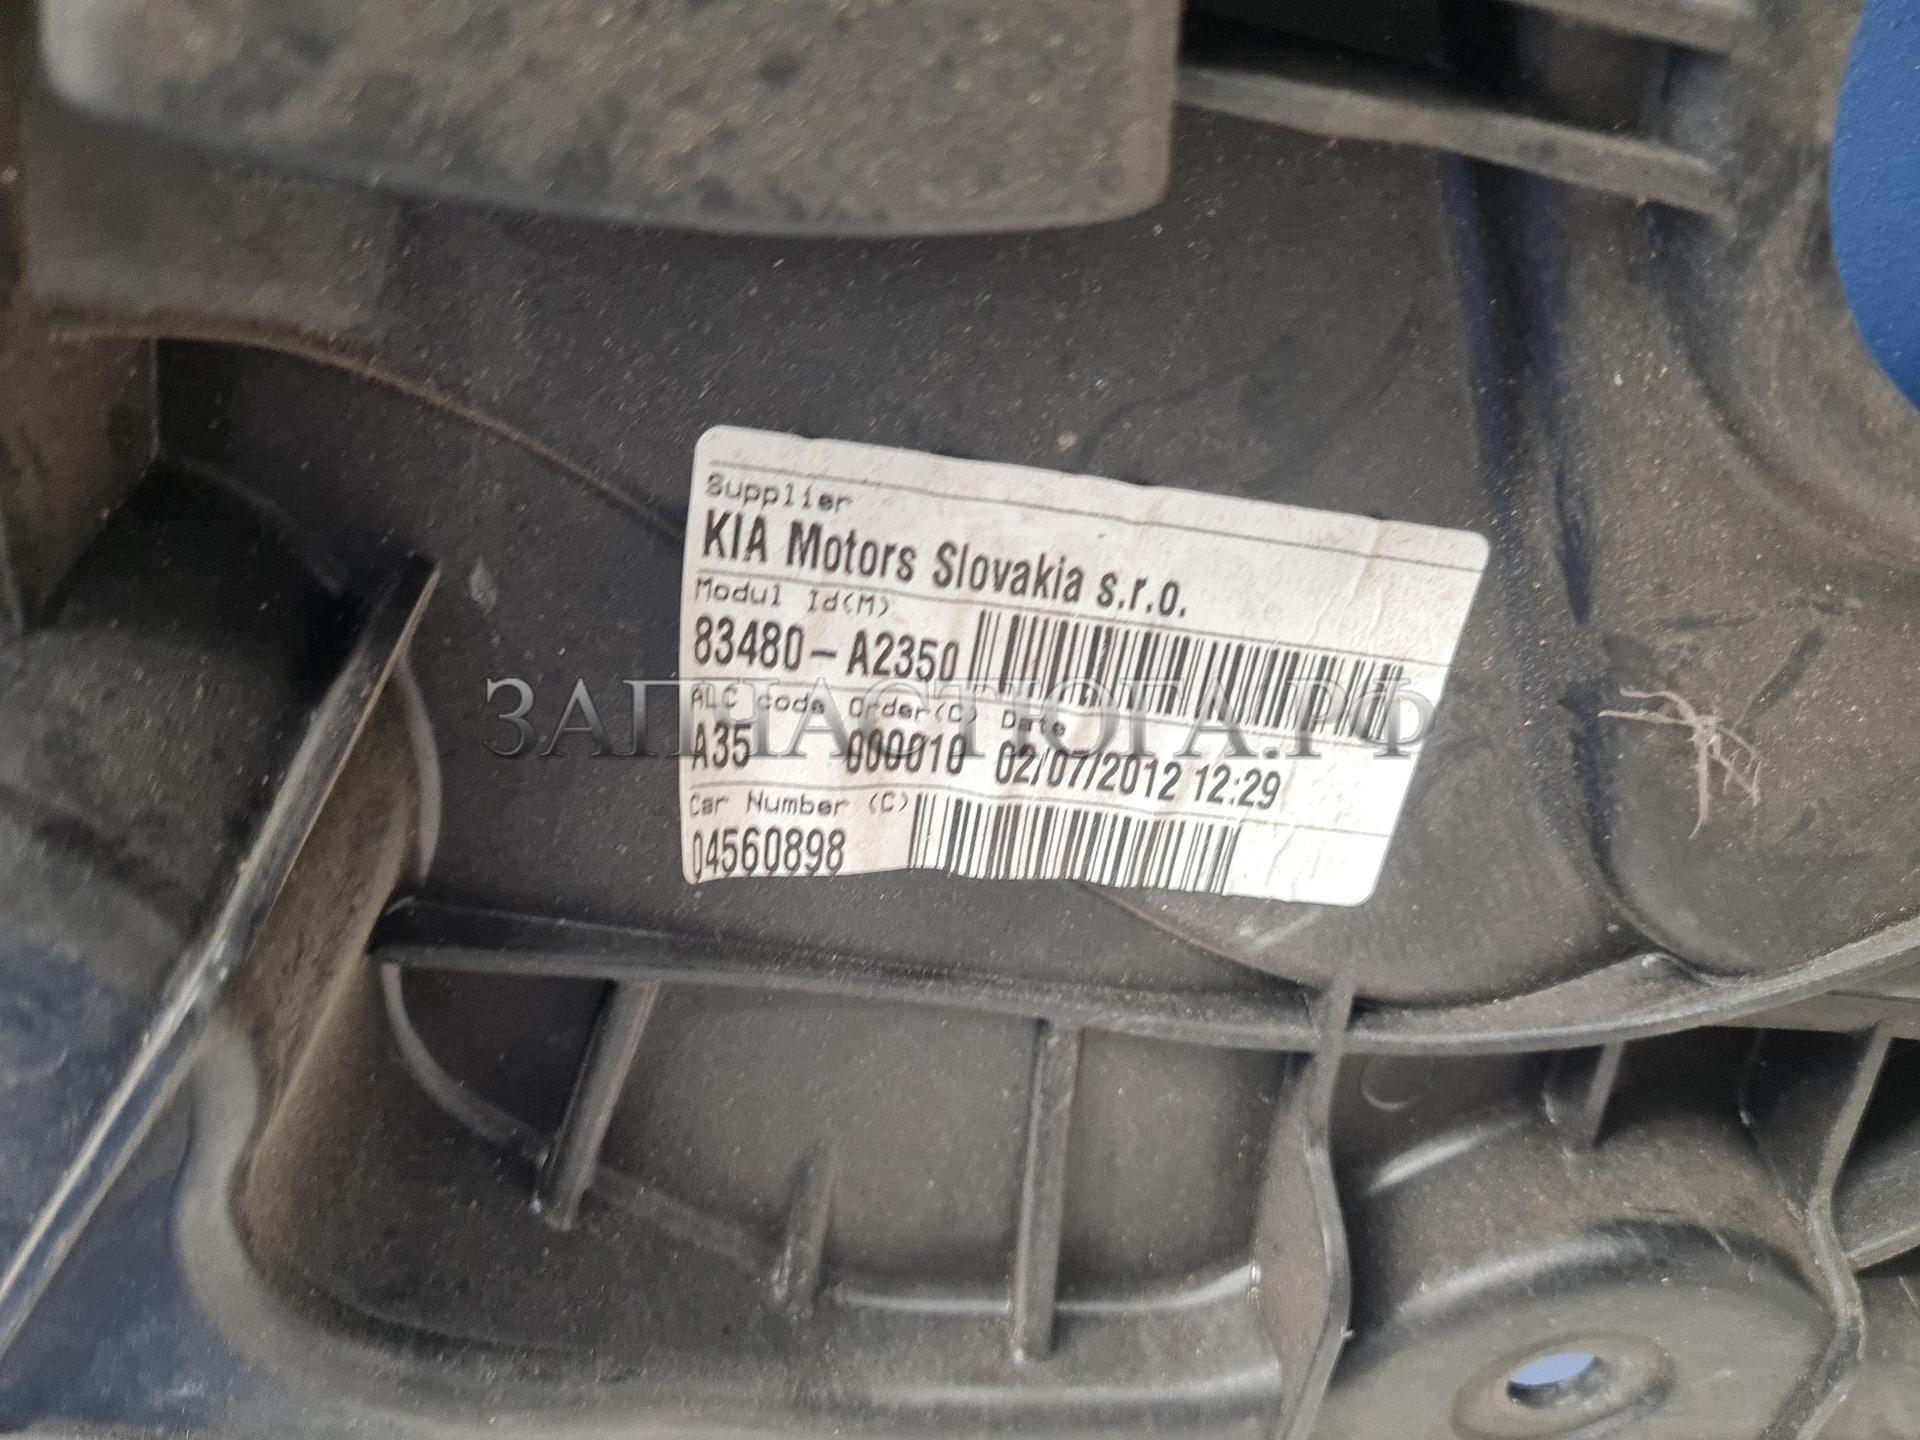 Supplier
KIA Motors Slovakia s.r.o.
Modul Id(M)
83480-A2350
ALC code Order(C) Date
A35 000010 02/07/2012 12:29
Car Number (C)
04560898
ЗАПЧАСТЮГА.РФ